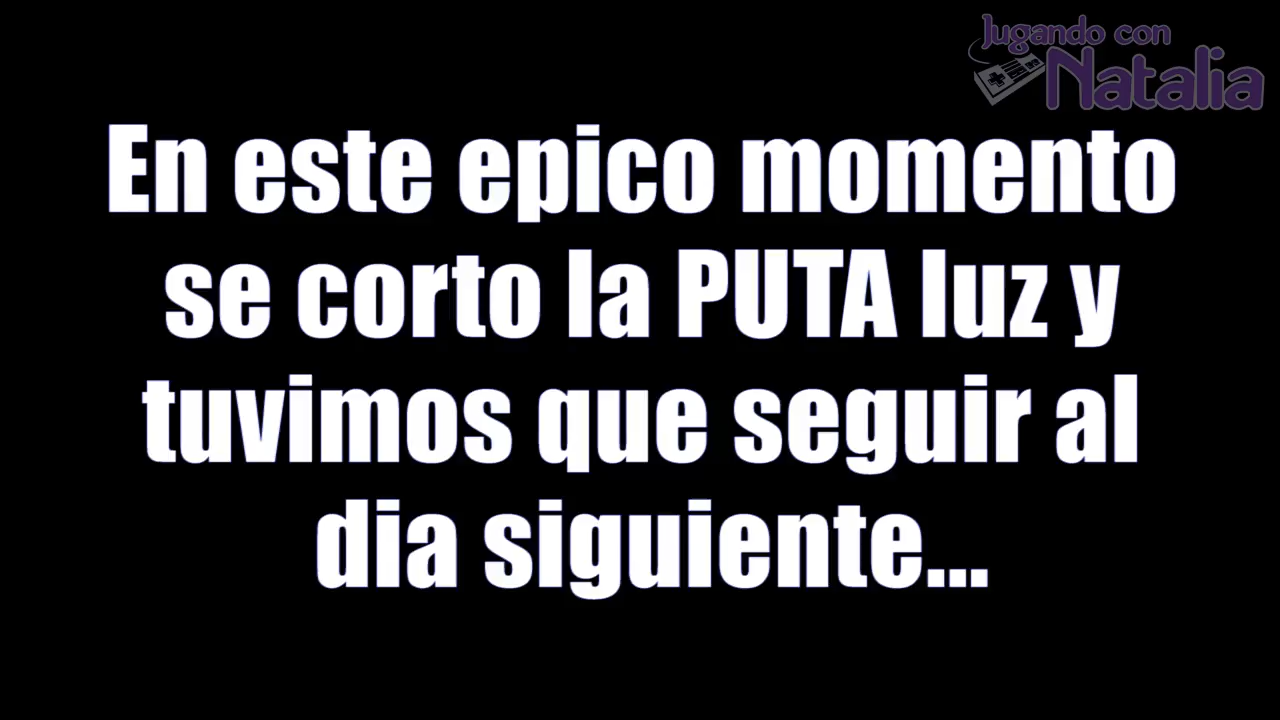 Jugando con
Natalia
En este epico momento
se corto la PUTA luz y
tuvimos que seguir al
dia siguiente...